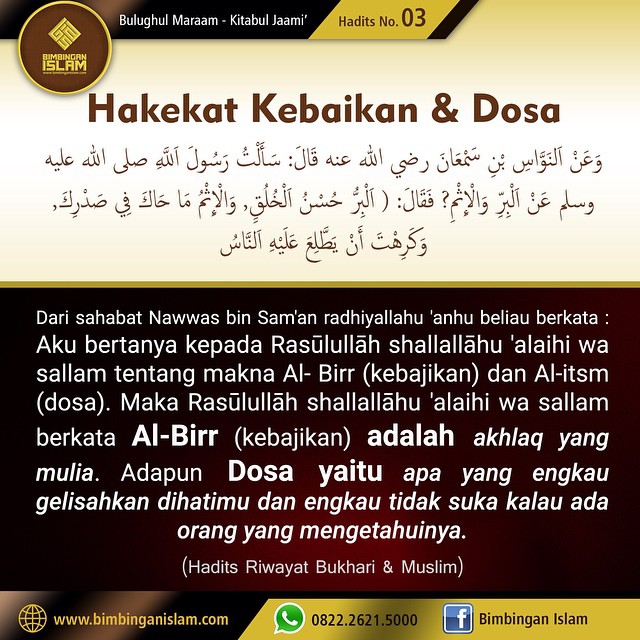 Bulughul Maraam - Kitabul Jaami’
Hadits No. 03
BIMBINGAN
ISLAM
www.bimbinganislam.com
Hakekat Kebaikan & Dosa
وَعَنْ اَلنَّوَّاسِ بْنِ سَمْعَانَ رضي الله عنه قَالَ: سَأَلْتُ رَسُولَ اَللَّهِ صلى الله عليه
وسلم عَنْ اَلْبِرِّ وَالْإِثْمِ? فَقَالَ: ( اَلْبِرُّ حُسْنُ اَلْخُلُقِ, وَالْإِثْمُ مَا حَاكَ فِي صَدْرِكَ,
وَكَرِهْتَ أَنْ يَطَّلِعَ عَلَيْهِ اَلنَّاسُ
Dari sahabat Nawwas bin Sam'an radhiyallahu 'anhu beliau berkata :
Aku bertanya kepada Rasūlullāh shallallāhu 'alaihi wa
sallam tentang makna Al- Birr (kebajikan) dan Al-itsm
(dosa). Maka Rasūlullāh shallallāhu 'alaihi wa sallam
berkata Al-Birr (kebajikan) adalah akhlaq yang
mulia. Adapun Dosa yaitu apa yang engkau
gelisahkan dihatimu dan engkau tidak suka kalau ada
orang yang mengetahuinya.
(Hadits Riwayat Bukhari & Muslim)
www.bimbinganislam.com
0822.2621.5000
f
Bimbingan Islam